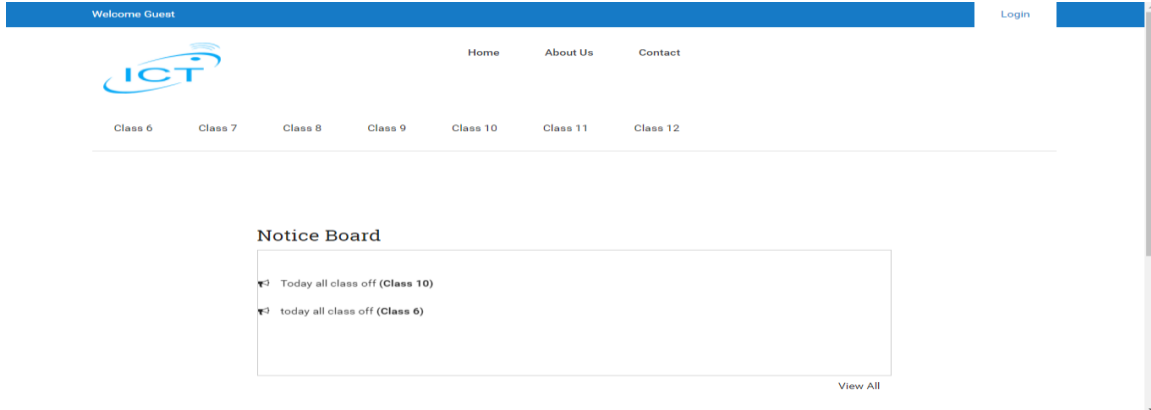 Welcome Guest Login
ICT
Home About Us Contact
Class 6 Class 7 Class 8 Class 9 Class 10 Class 11 Class 12
Notice Board
Today all class off (Class 10)
today all class off (Class 6)
View All